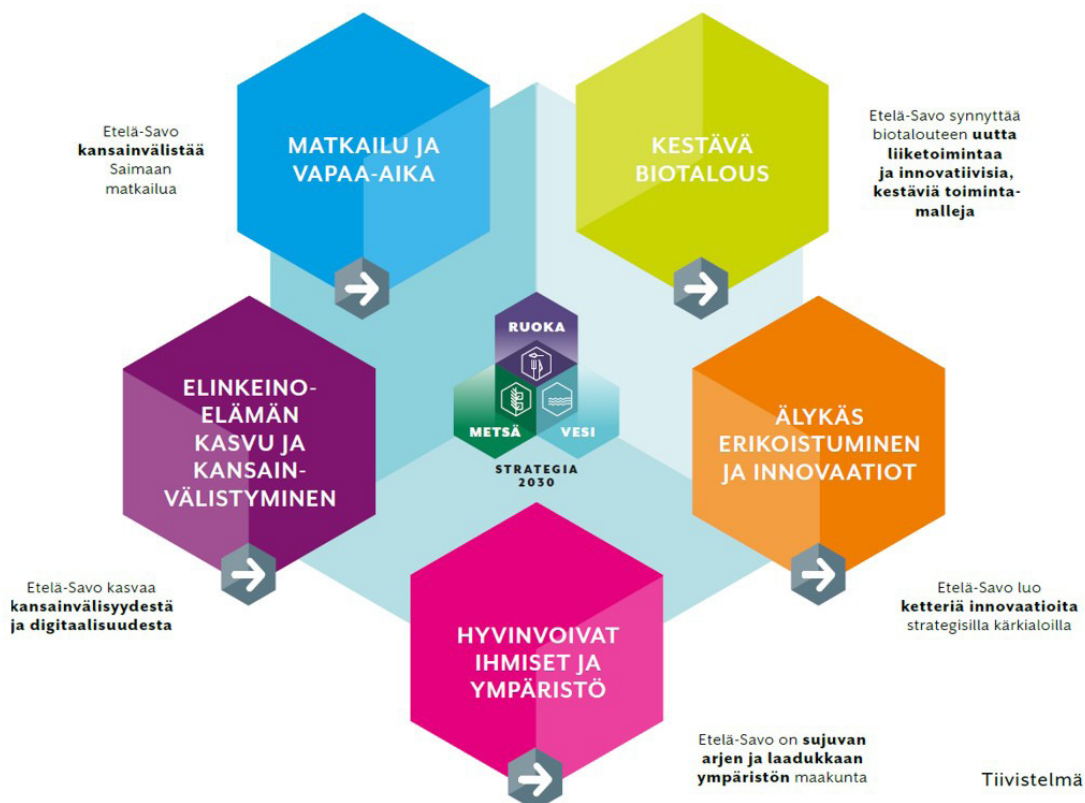 MATKAILU JA
VAPAA-AIKA
Etelä-Savo
kansainvälistää
Saimaan
matkailua
KESTÄVÄ
BIOTALOUS
Etelä-Savo synnyttää
biotalouteen uutta
liiketoimintaa
ja innovatiivisia,
kestäviä toiminta-
malleja
RUOKA
METSÄ
VESI
STRATEGIA
2030
ELINKEINO-
ELÄMÄN
KASVU JA
KANSAIN-
VÄLISTYMINEN
Etelä-Savo kasvaa
kansainvälisyydestä
ja digitaalisuudesta
ÄLYKÄS
ERIKOISTUMINEN
JA INNOVAATIOT
Etelä-Savo luo
ketteriä innovaatioita
strategisilla kärkialoilla
HYVINVOIVAT
IHMISET JA
YMPÄRISTÖ
Etelä-Savo on sujuvan
arjen ja laadukkaan
ympäristön maakunta
Tiivistelmä